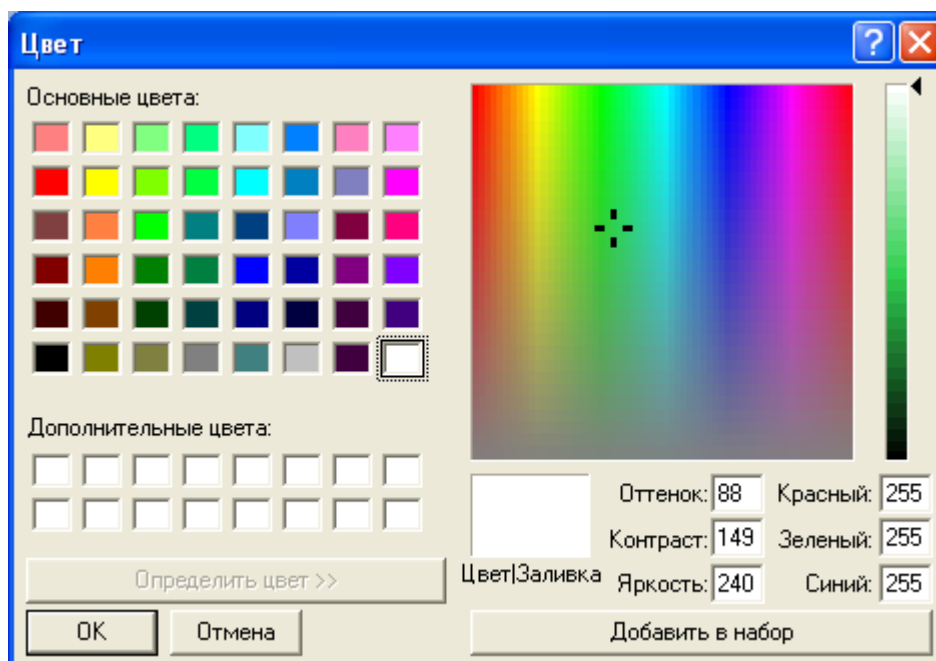 Цвет
Основные цвета:
Дополнительные цвета:
Определить цвет >>
ОК
Отмена
Цвет|Заливка
Оттенок: 88
Контраст: 149
Яркость: 240
Красный: 255
Зеленый: 255
Синий: 255
Добавить в набор